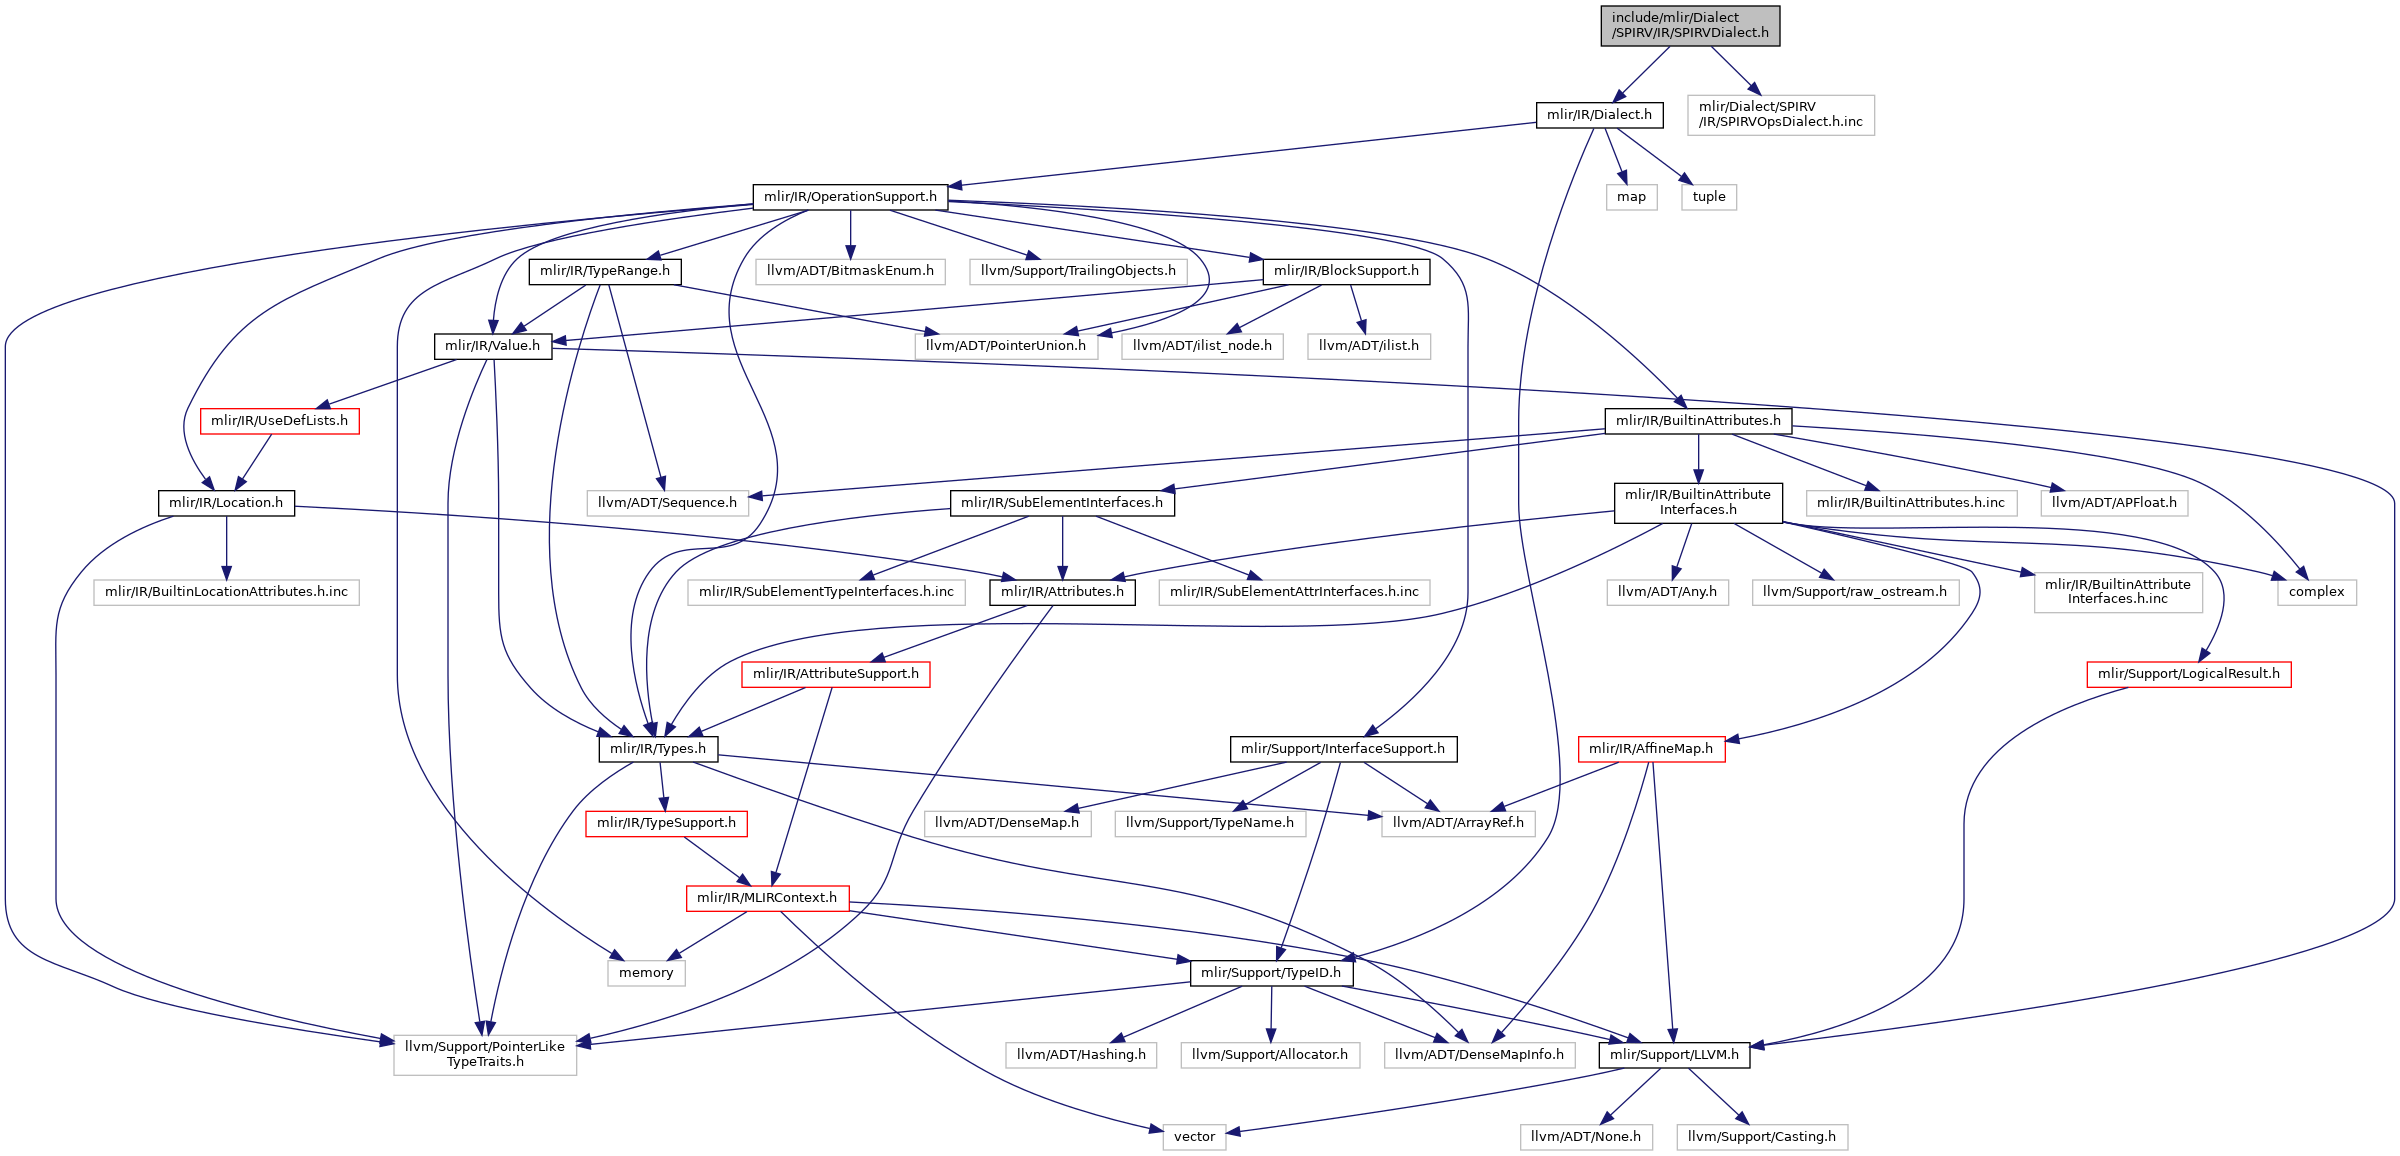 include/mlir/Dialect
/SPIRV/IR/SPIRVDialect.h
mlir/IR/Dialect.h
mlir/Dialect/SPIRV
/IR/SPIRVOpsDialect.h.inc
mlir/IR/OperationSupport.h
map
tuple
mlir/IR/TypeRange.h
llvm/ADT/BitmaskEnum.h
llvm/Support/TrailingObjects.h
mlir/IR/BlockSupport.h
mlir/IR/Value.h
llvm/ADT/PointerUnion.h
llvm/ADT/ilist_node.h
llvm/ADT/ilist.h
mlir/IR/UseDefLists.h
mlir/IR/BuiltinAttributes.h
mlir/IR/Location.h
llvm/ADT/Sequence.h
mlir/IR/SubElementInterfaces.h
mlir/IR/BuiltinAttribute
Interfaces.h
mlir/IR/BuiltinAttributes.h.inc
llvm/ADT/APFloat.h
mlir/IR/BuiltinLocationAttributes.h.inc
mlir/IR/SubElementTypeInterfaces.h.inc
mlir/IR/Attributes.h
mlir/IR/SubElementAttrInterfaces.h.inc
llvm/ADT/Any.h
llvm/Support/raw_ostream.h
mlir/IR/BuiltinAttribute
Interfaces.h.inc
complex
mlir/IR/AttributeSupport.h
mlir/Support/LogicalResult.h
mlir/IR/Types.h
mlir/Support/InterfaceSupport.h
mlir/IR/AffineMap.h
mlir/IR/TypeSupport.h
llvm/ADT/DenseMap.h
llvm/Support/TypeName.h
llvm/ADT/ArrayRef.h
mlir/IR/MLIRContext.h
memory
mlir/Support/TypeID.h
llvm/Support/PointerLike
TypeTraits.h
llvm/ADT/Hashing.h
llvm/Support/Allocator.h
llvm/ADT/DenseMapInfo.h
mlir/Support/LLVM.h
vector
llvm/ADT/None.h
llvm/Support/Casting.h